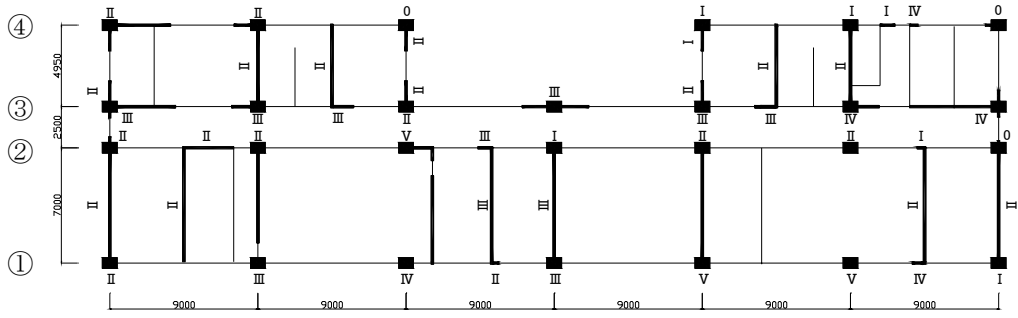 ④ Ⅱ Ⅱ 0 Ⅰ Ⅰ Ⅰ Ⅳ 0
4950 Ⅱ Ⅱ Ⅱ Ⅱ Ⅱ Ⅰ Ⅱ Ⅱ Ⅱ
Ⅲ
③ Ⅲ Ⅲ Ⅲ Ⅱ Ⅲ Ⅲ Ⅳ Ⅳ
2500
② Ⅱ Ⅱ Ⅱ Ⅴ Ⅲ Ⅰ Ⅱ Ⅱ Ⅰ 0
7000 Ⅱ Ⅱ Ⅲ Ⅲ Ⅱ Ⅱ
①
Ⅱ Ⅲ Ⅳ Ⅱ Ⅲ Ⅴ Ⅴ Ⅳ Ⅰ
9000 9000 9000 9000 9000 9000